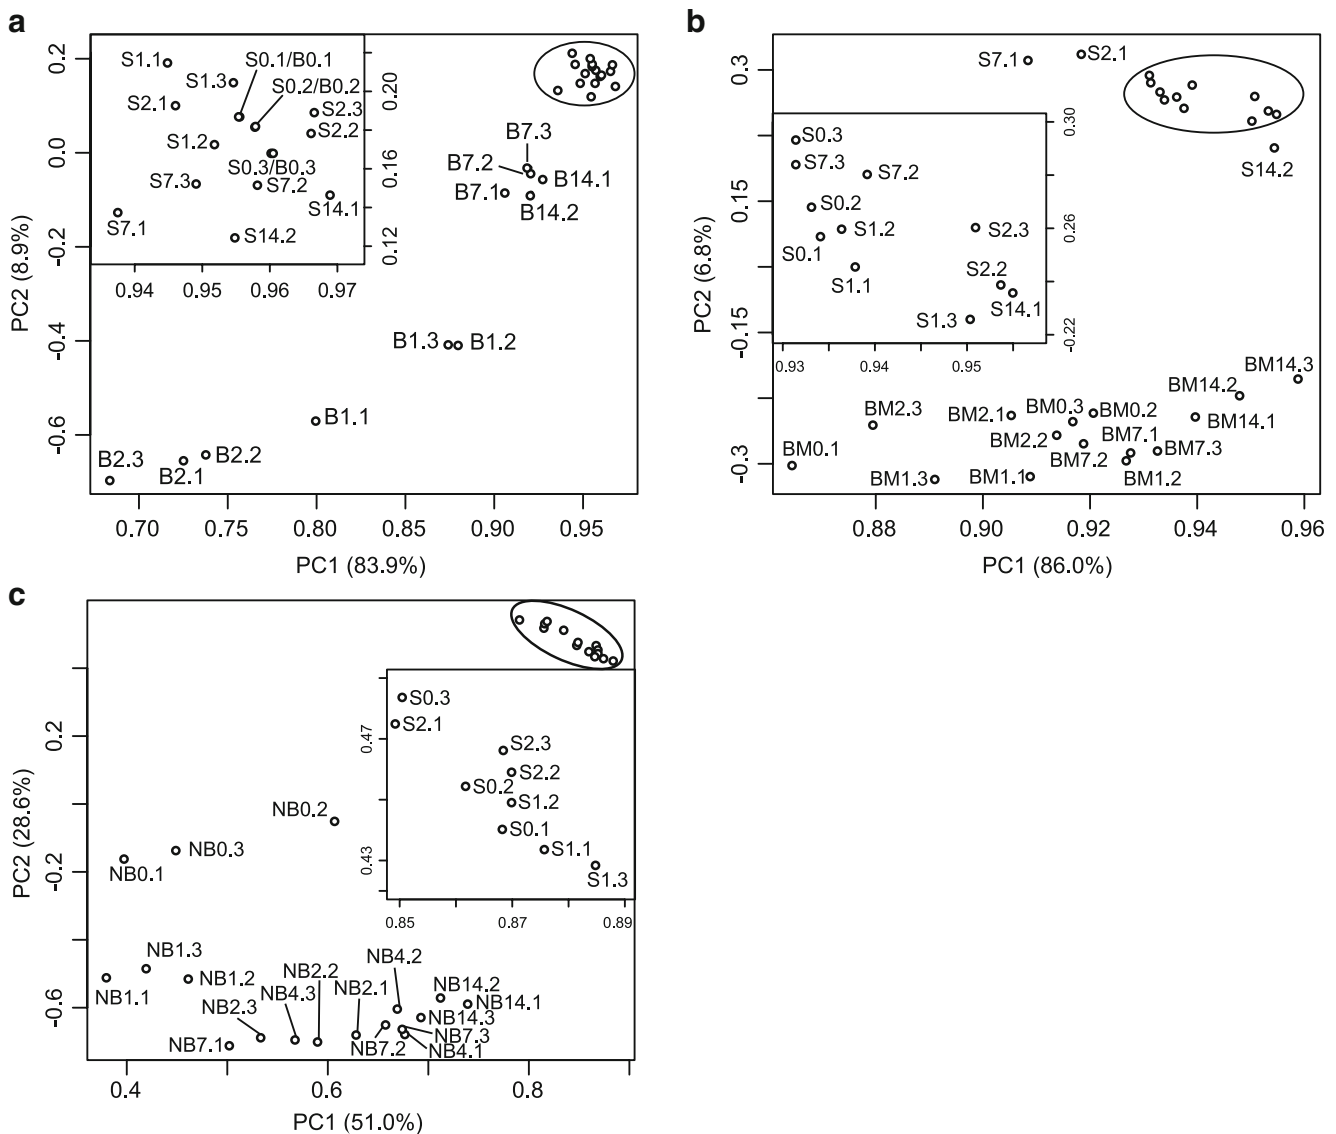 a
0.2
0.0
-0.2
-0.4
-0.6
PC2 (8.9%)
S1.1
S0.1/B0.1
S1.3
S0.2/B0.2
S2.1
S2.3
S2.2
S1.2
S0.3/B0.3
S7.3
S7.2
S14.1
S7.1
S14.2
0.20
0.16
0.12
0.94
0.95
0.96
0.97
B7.3
B7.2
B14.1
B7.1
B14.2
B1.3
B1.2
B1.1
B2.3
B2.2
B2.1
0.70
0.75
0.80
0.85
0.90
0.95
PC1 (83.9%)
b
0.3
0.15
-0.15
-0.3
PC2 (6.8%)
S7.1
S2.1
S14.2
S0.3
S7.3
S7.2
S0.2
S1.2
S2.3
S0.1
S2.2
S1.1
S14.1
S1.3
0.30
0.26
-0.22
0.93
0.94
0.95
BM14.3
BM14.2
BM2.3
BM2.1
BM0.3
BM0.2
BM14.1
BM0.1
BM2.2
BM7.1
BM7.2
BM7.3
BM1.3
BM1.1
BM1.2
0.88
0.90
0.92
0.94
0.96
PC1 (86.0%)
c
0.2
-0.2
-0.6
PC2 (28.6%)
S0.3
S2.1
S2.3
S2.2
S0.2
S1.2
S0.1
S1.1
S1.3
0.47
0.43
0.85
0.87
0.89
NB0.2
NB0.3
NB0.1
NB1.3
NB4.2
NB1.1
NB1.2
NB2.2
NB2.1
NB14.2
NB4.3
NB14.1
NB2.3
NB14.3
NB7.3
NB7.1
NB7.2
NB4.1
0.4
0.6
0.8
PC1 (51.0%)